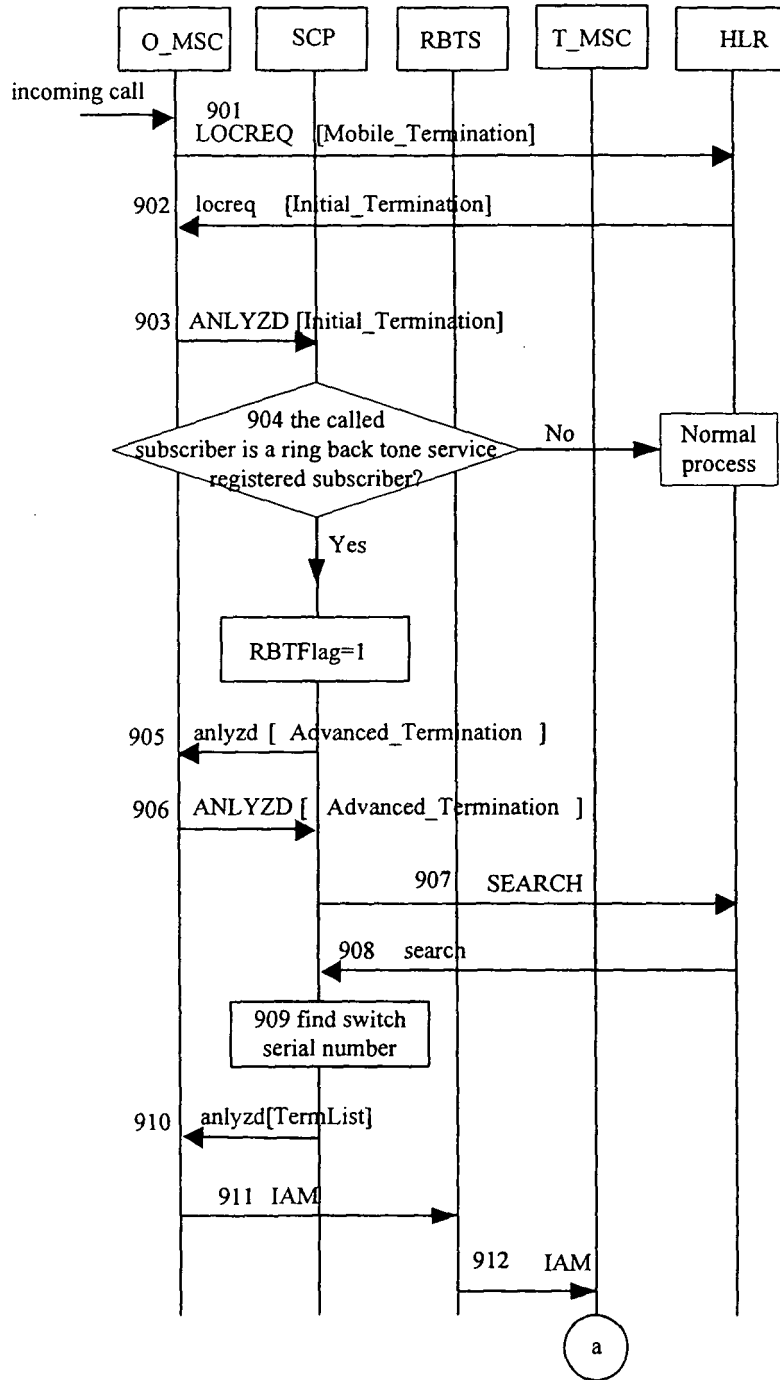 O_MSC SCP RBTS T_MSC HLR
incoming call
901
LOCREQ [Mobile_Termination]
902 locreq [Initial_Termination]
903 ANLYZD [Initial_Termination]
904 the called
subscriber is a ring back tone service
registered subscriber?
No
Normal
process
Yes
RBTFlag=1
905 anlyzd [ Advanced_Termination ]
906 ANLYZD [ Advanced_Termination ]
907 SEARCH
908 search
909 find switch
serial number
910 anlyzd[TermList]
911 IAM
912 IAM
a